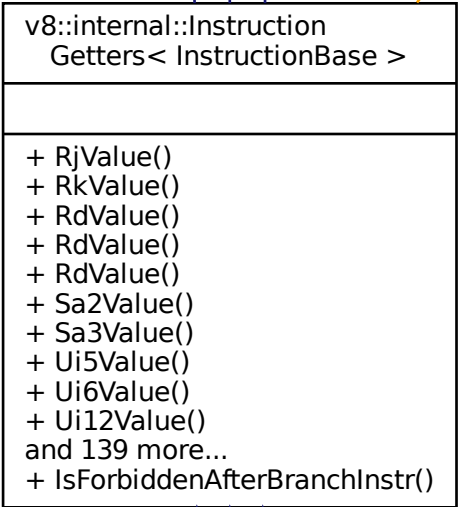 v8::internal::Instruction
Getters< InstructionBase >
+ RjValue()
+ RkValue()
+ RdValue()
+ RdValue()
+ RdValue()
+ Sa2Value()
+ Sa3Value()
+ Ui5Value()
+ Ui6Value()
+ Ui12Value()
and 139 more...
+ IsForbiddenAfterBranchInstr()